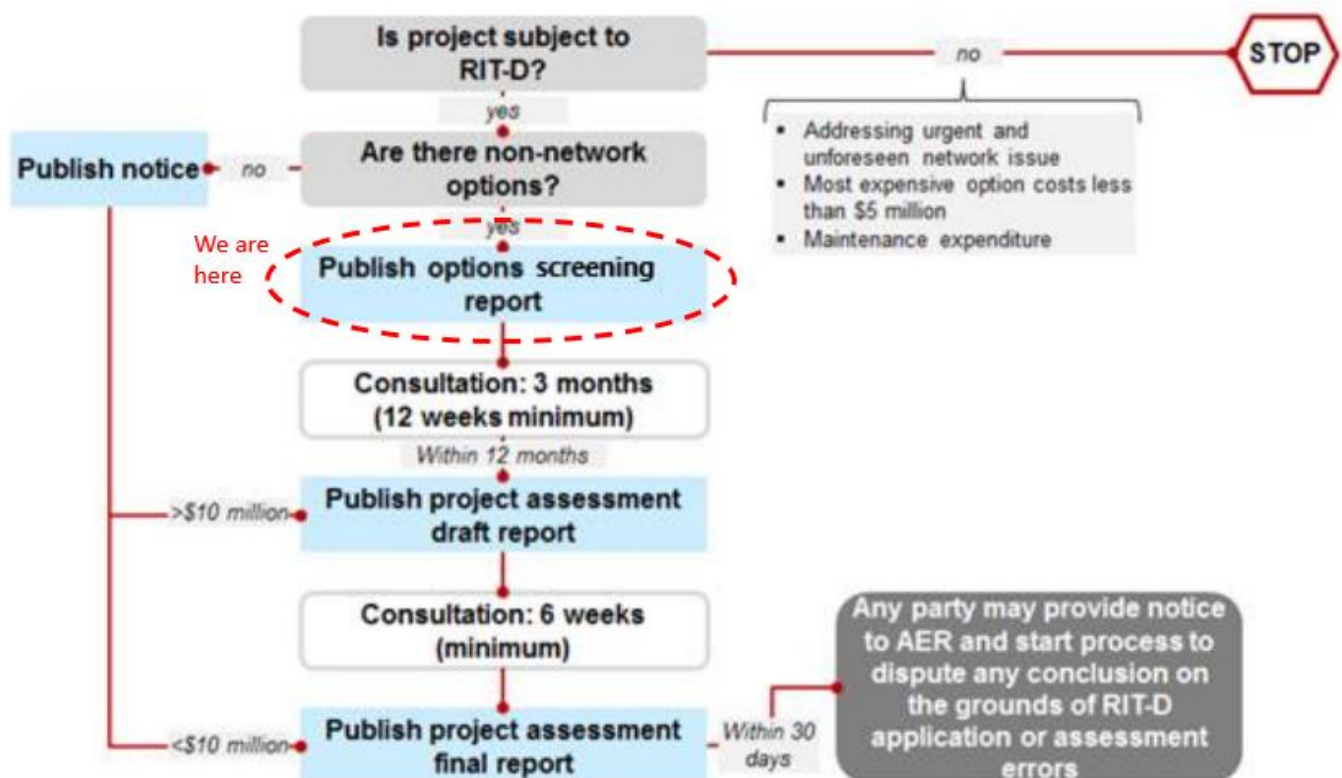 Is project subject to
RIT-D?
no
STOP
yes
▪ Addressing urgent and
unforeseen network issue
▪ Most expensive option costs less
than $5 million
▪ Maintenance expenditure
Publish notice
no
Are there non-network
options?
yes
We are
here
Publish options screening
report
Consultation: 3 months
(12 weeks minimum)
Within 12 months
>$10 million
Publish project assessment
draft report
Consultation: 6 weeks
(minimum)
<$10 million
Publish project assessment
final report
Within 30
days
Any party may provide notice
to AER and start process to
dispute any conclusion on
the grounds of RIT-D
application or assessment
errors